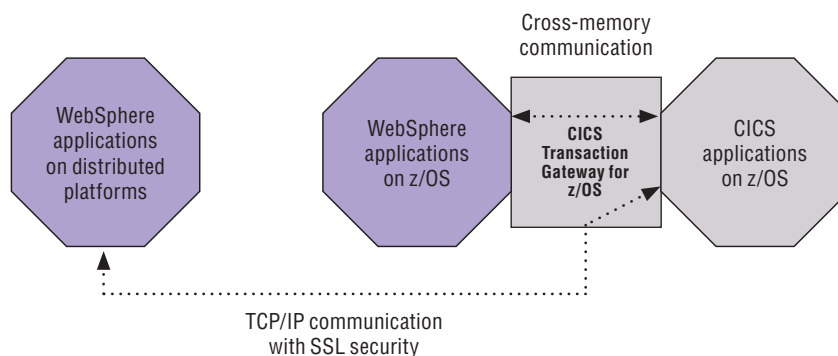 Cross-memory
communication
WebSphere
applications
on distributed
platforms
WebSphere
applications
on z/OS
CICS
Transaction
Gateway for
z/OS
CICS
applications
on z/OS
TCP/IP communication
with SSL security